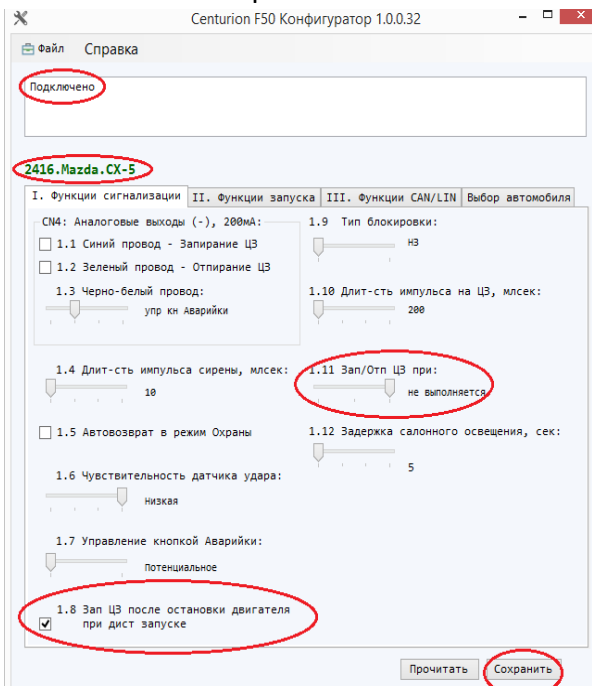 Centurion F50 Конфигуратор 1.0.0.32
Файл Справка
Подключено
2416.Mazda.CX-5
I. Функции сигнализации II. Функции запуска III. Функции CAN/LIN Выбор автомобиля
CN4: Аналоговые выходы (-), 200мА:
1.1 Синий провод - Запирание ЦЗ
1.2 Зеленый провод - Отпирание ЦЗ
1.3 Черно-белый провод:
упр кн Аварийки
1.4 Длит-сть импульса сирены, млсек:
10
1.5 Автовозврат в режим Охраны
1.6 Чувствительность датчика удара:
Низкая
1.7 Управление кнопкой Аварийки:
Потенциальное
1.8 Зап ЦЗ после остановки двигателя
при дист запуске
1.9 Тип блокировки:
НЗ
1.10 Длит-сть импульса на ЦЗ, млсек:
200
1.11 Зап/Отп ЦЗ при:
не выполняется
1.12 Задержка салонного освещения, сек:
5
Прочитать Сохранить